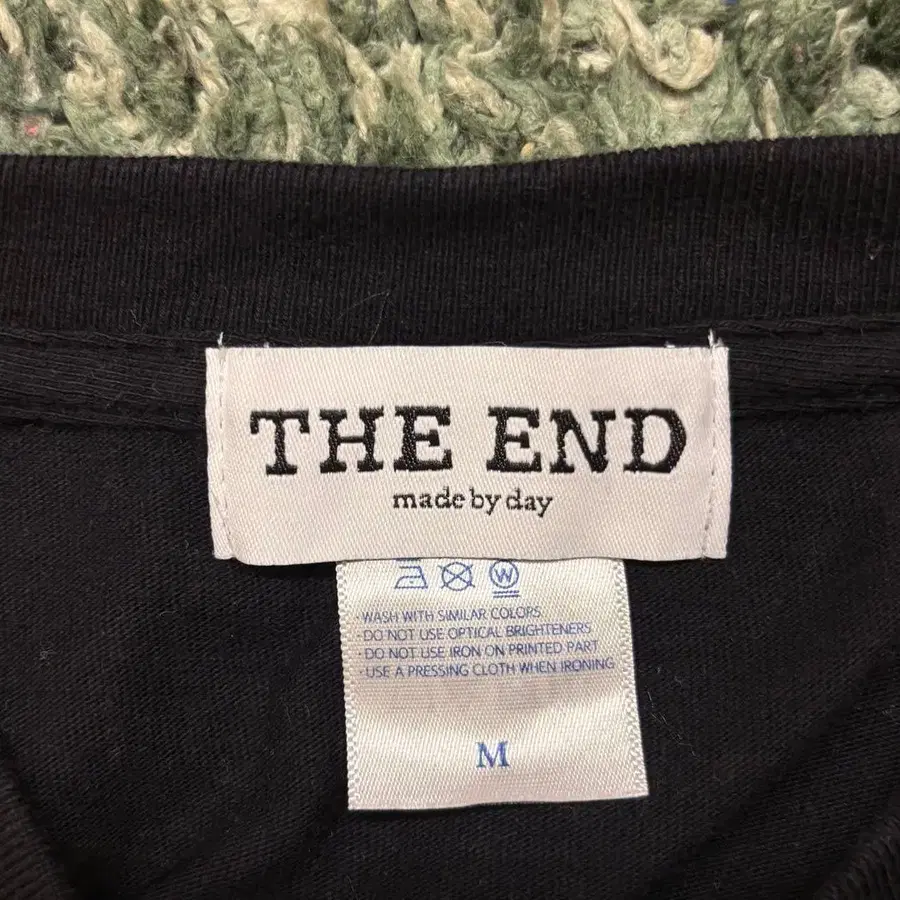 THE END
made by day
W
· WASH WITH SIMILAR COLORS
· DO NOT USE OPTICAL BRIGHTENERS
· DO NOT USE IRON ON PRINTED PART
· USE A PRESSING CLOTH WHEN IRONING
M